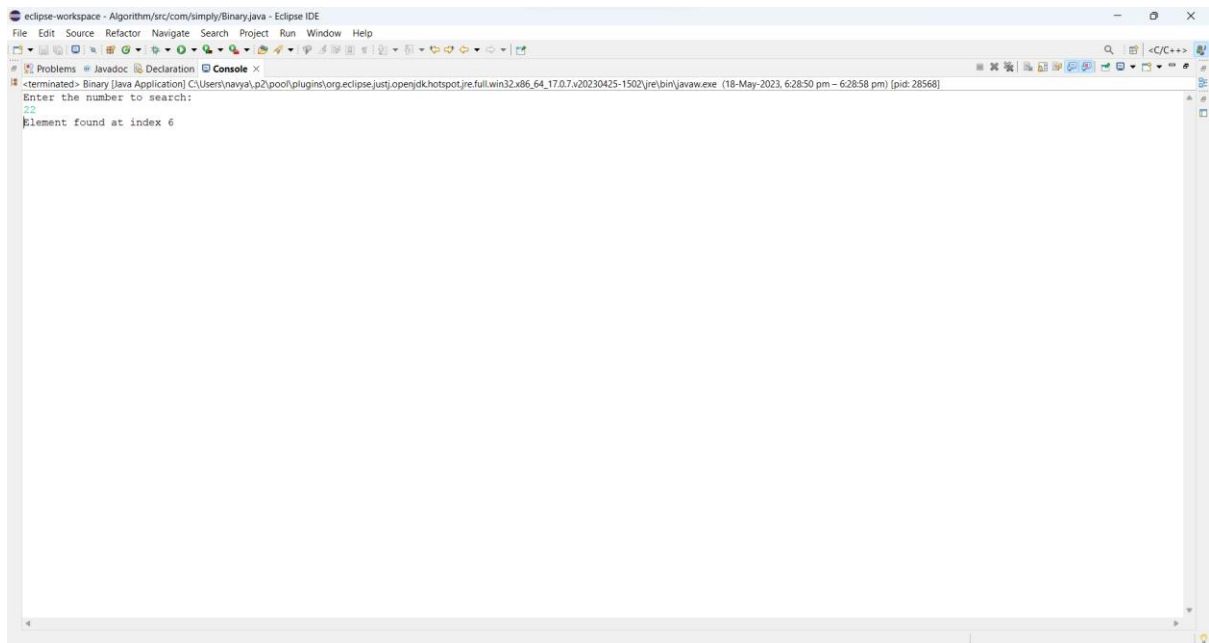 eclipse-workspace - Algorithm/src/com/simply/Binary.java - Eclipse IDE
File Edit Source Refactor Navigate Search Project Run Window Help
<C/C++>
Problems Javadoc Declaration Console
<terminated> Binary [Java Application] C:\Users\navya\.p2\pool\plugins\org.eclipse.justj.openjdk.hotspot.jre.full.win32.x86_64_17.0.7.v20230425-1502\jre\bin\javaw.exe (18-May-2023, 6:28:50 pm – 6:28:58 pm) [pid: 28568]
Enter the number to search:
22
Element found at index 6